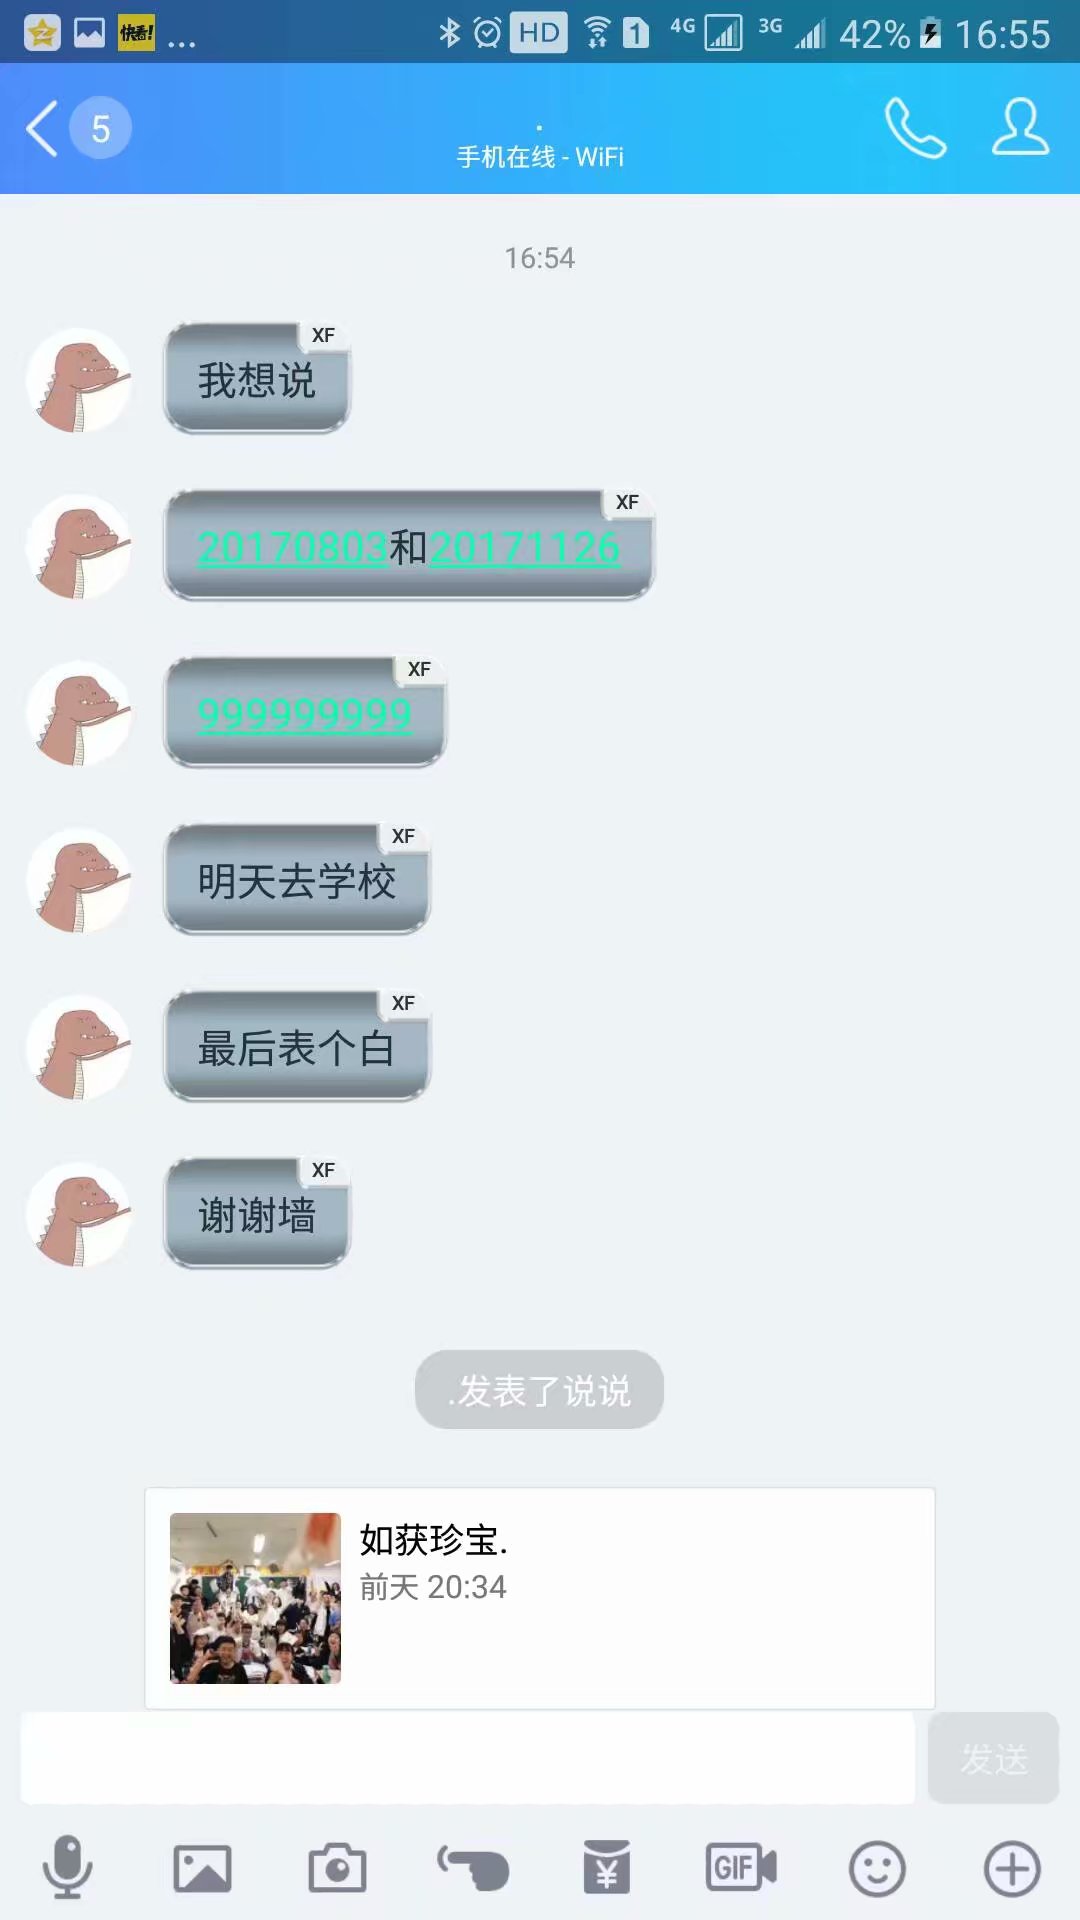 快看!
...
HD
1
4G
3G
42%
16:55
5
.
手机在线 - WiFi
16:54
XF
我想说
XF
20170803和20171126
XF
999999999
XF
明天去学校
XF
最后表个白
XF
谢谢墙
.发表了说说
如获珍宝.
前天 20:34
发送
¥
GIF